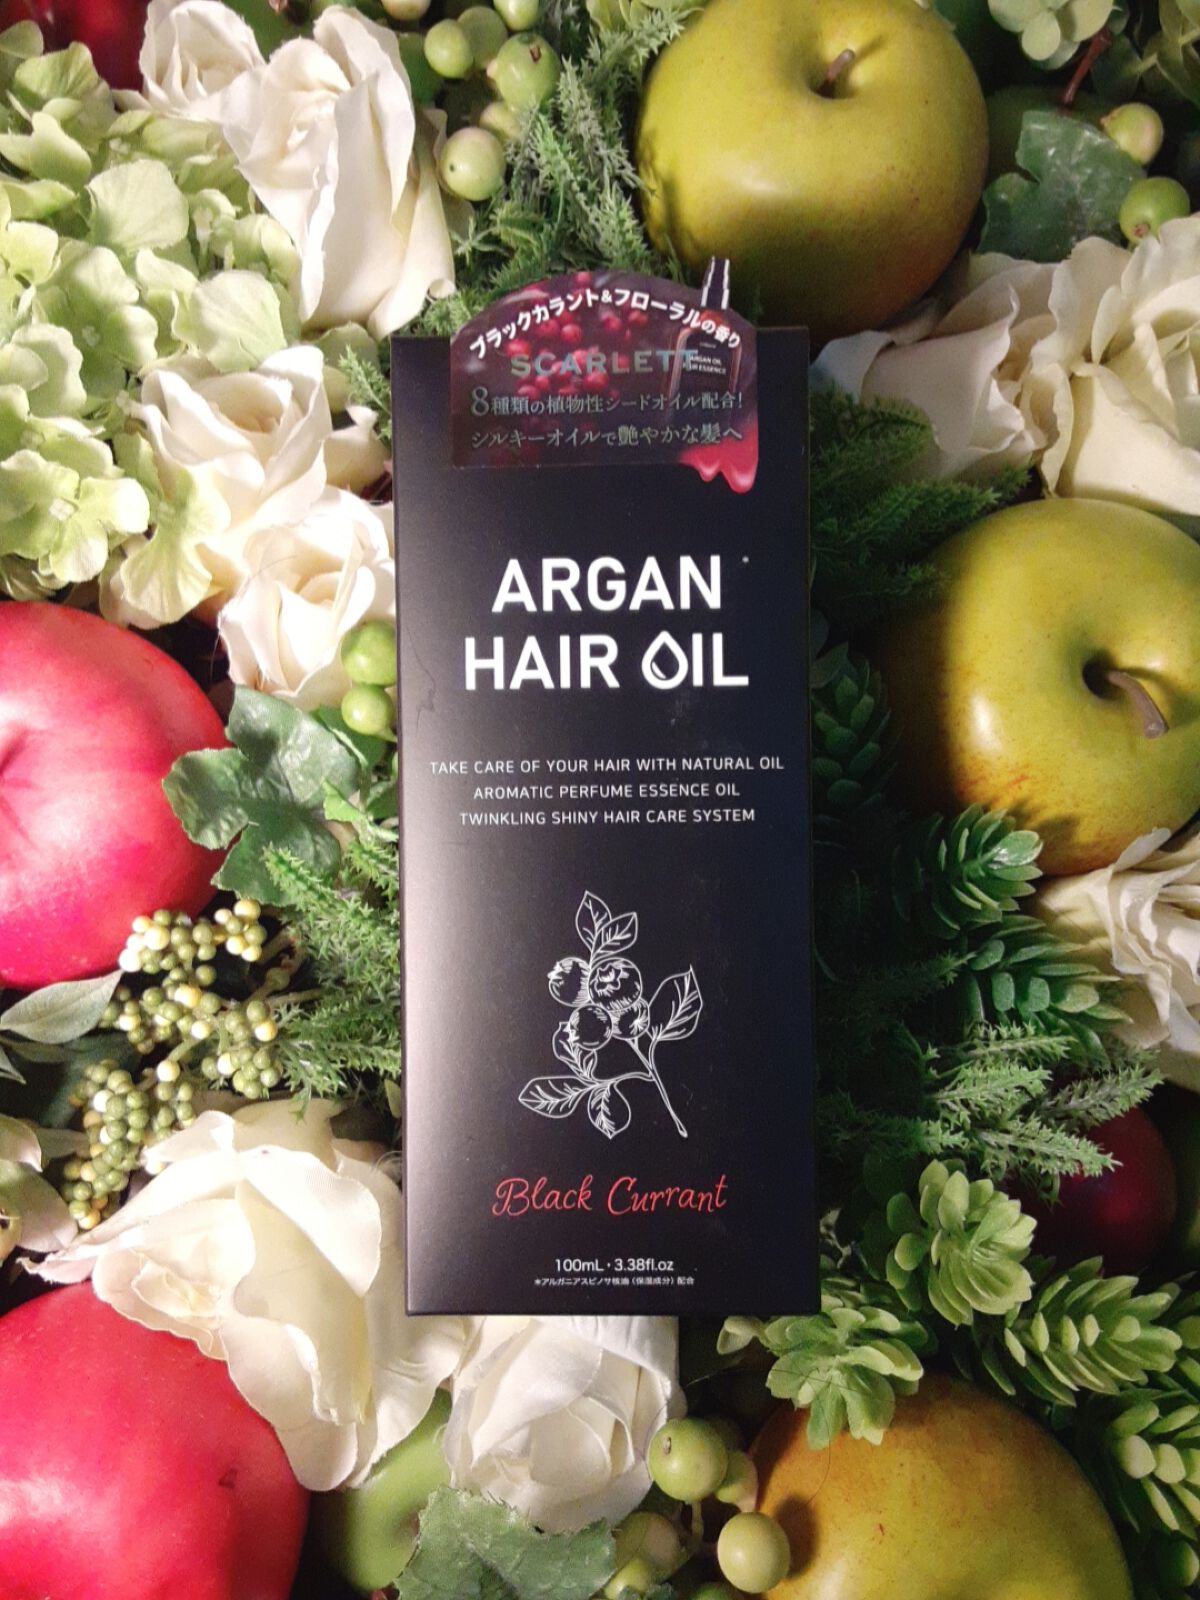 ブラックカラント&フローラルの香り
SCARLETT
ARGAN OIL
HAIR ESSENCE
8種類の植物性シードオイル配合!
シルキーオイルで艶やかな髪へ
ARGAN*
HAIR OIL
TAKE CARE OF YOUR HAIR WITH NATURAL OIL
AROMATIC PERFUME ESSENCE OIL
TWINKLING SHINY HAIR CARE SYSTEM
Black Currant
100mL・3.38fl.oz
*アルガニアスピノサ核油(保湿成分)配合